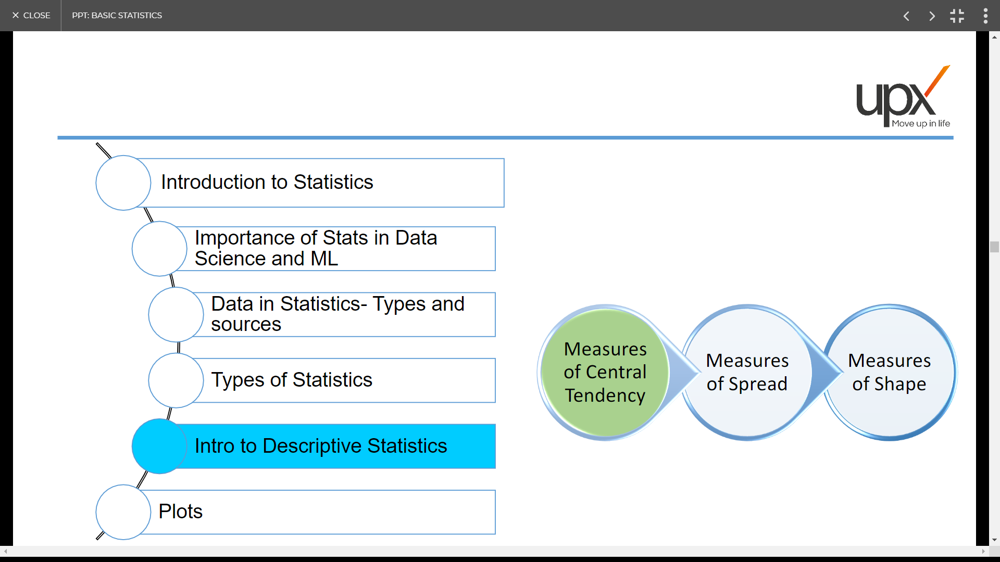 CLOSE
PPT: BASIC STATISTICS
upx
Move up in life
Introduction to Statistics
Importance of Stats in Data
Science and ML
Data in Statistics- Types and
sources
Types of Statistics
Intro to Descriptive Statistics
Plots
Measures
of Central
Tendency
Measures
of Spread
Measures
of Shape